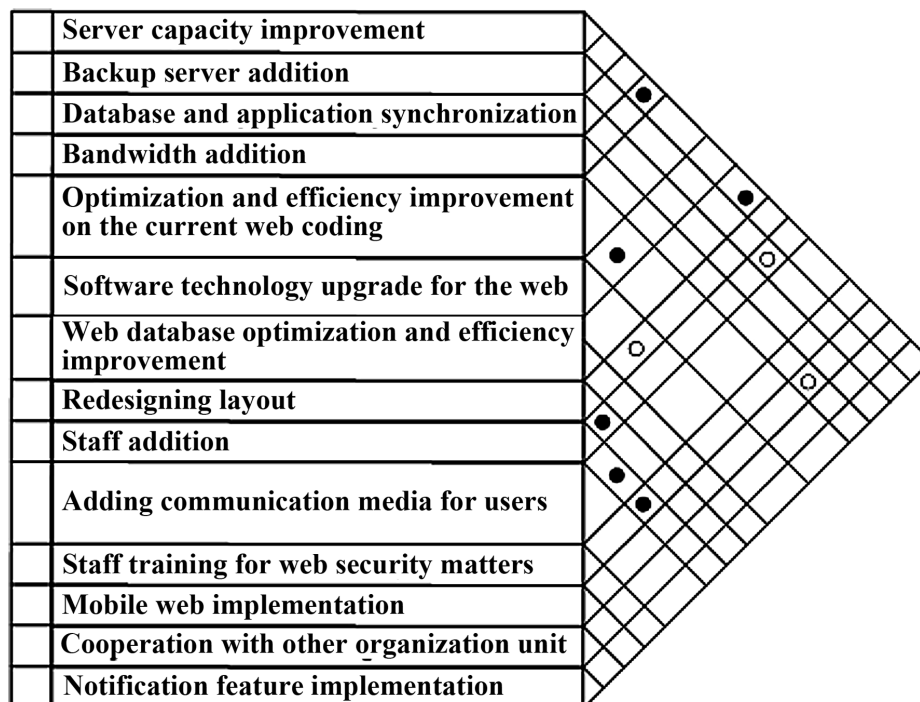 Server capacity improvement
Backup server addition
Database and application synchronization
Bandwidth addition
Optimization and efficiency improvement
on the current web coding
Software technology upgrade for the web
Web database optimization and efficiency
improvement
Redesigning layout
Staff addition
Adding communication media for users
Staff training for web security matters
Mobile web implementation
Cooperation with other organization unit
Notification feature implementation